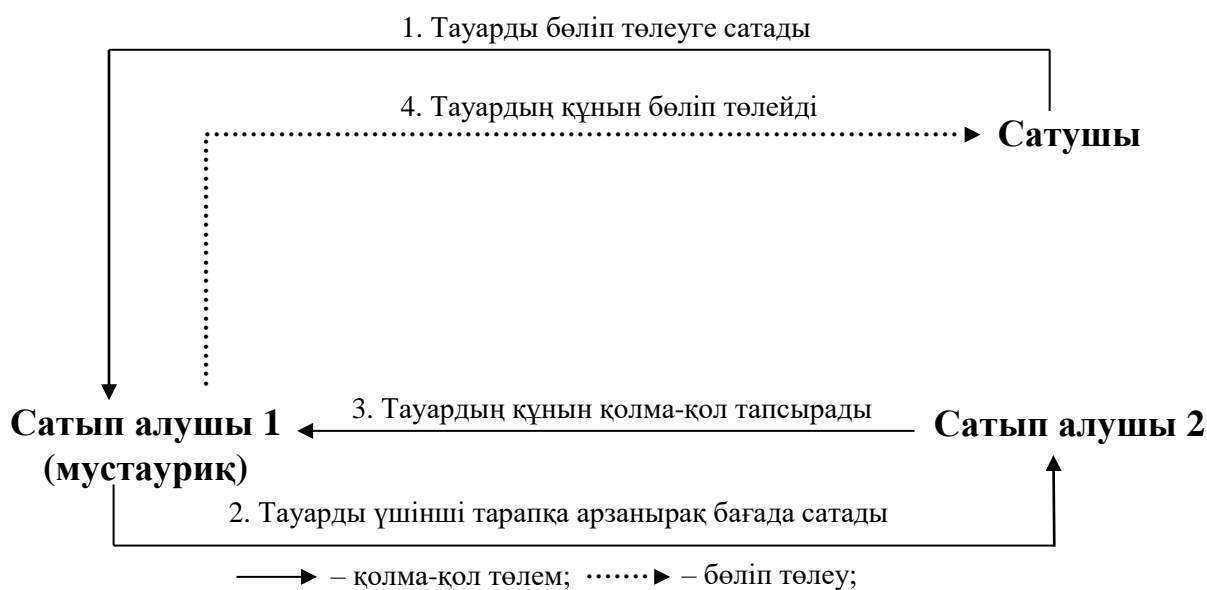 1. Тауарды бөліп төлеуге сатады
4. Тауардың құнын бөліп төлейді
Сатушы
Сатып алушы 1
(мустауриқ)
3. Тауардың құнын қолма-қол тапсырады
Сатып алушы 2
2. Тауарды үшінші тарапқа арзанырақ бағада сатады
– қолма-қол төлем; – бөліп төлеу;